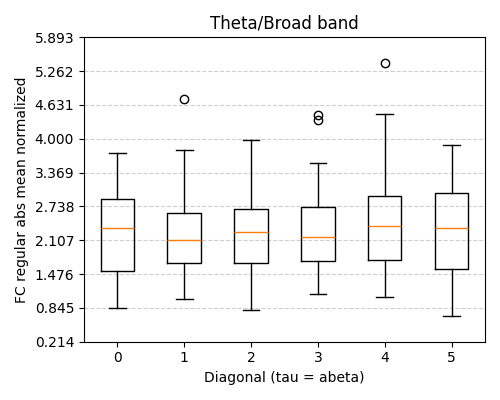 Theta/Broad band
FC regular abs mean normalized
5.893
5.262
4.631
4.000
3.369
2.738
2.107
1.476
0.845
0.214
0 1 2 3 4 5
Diagonal (tau = abeta)